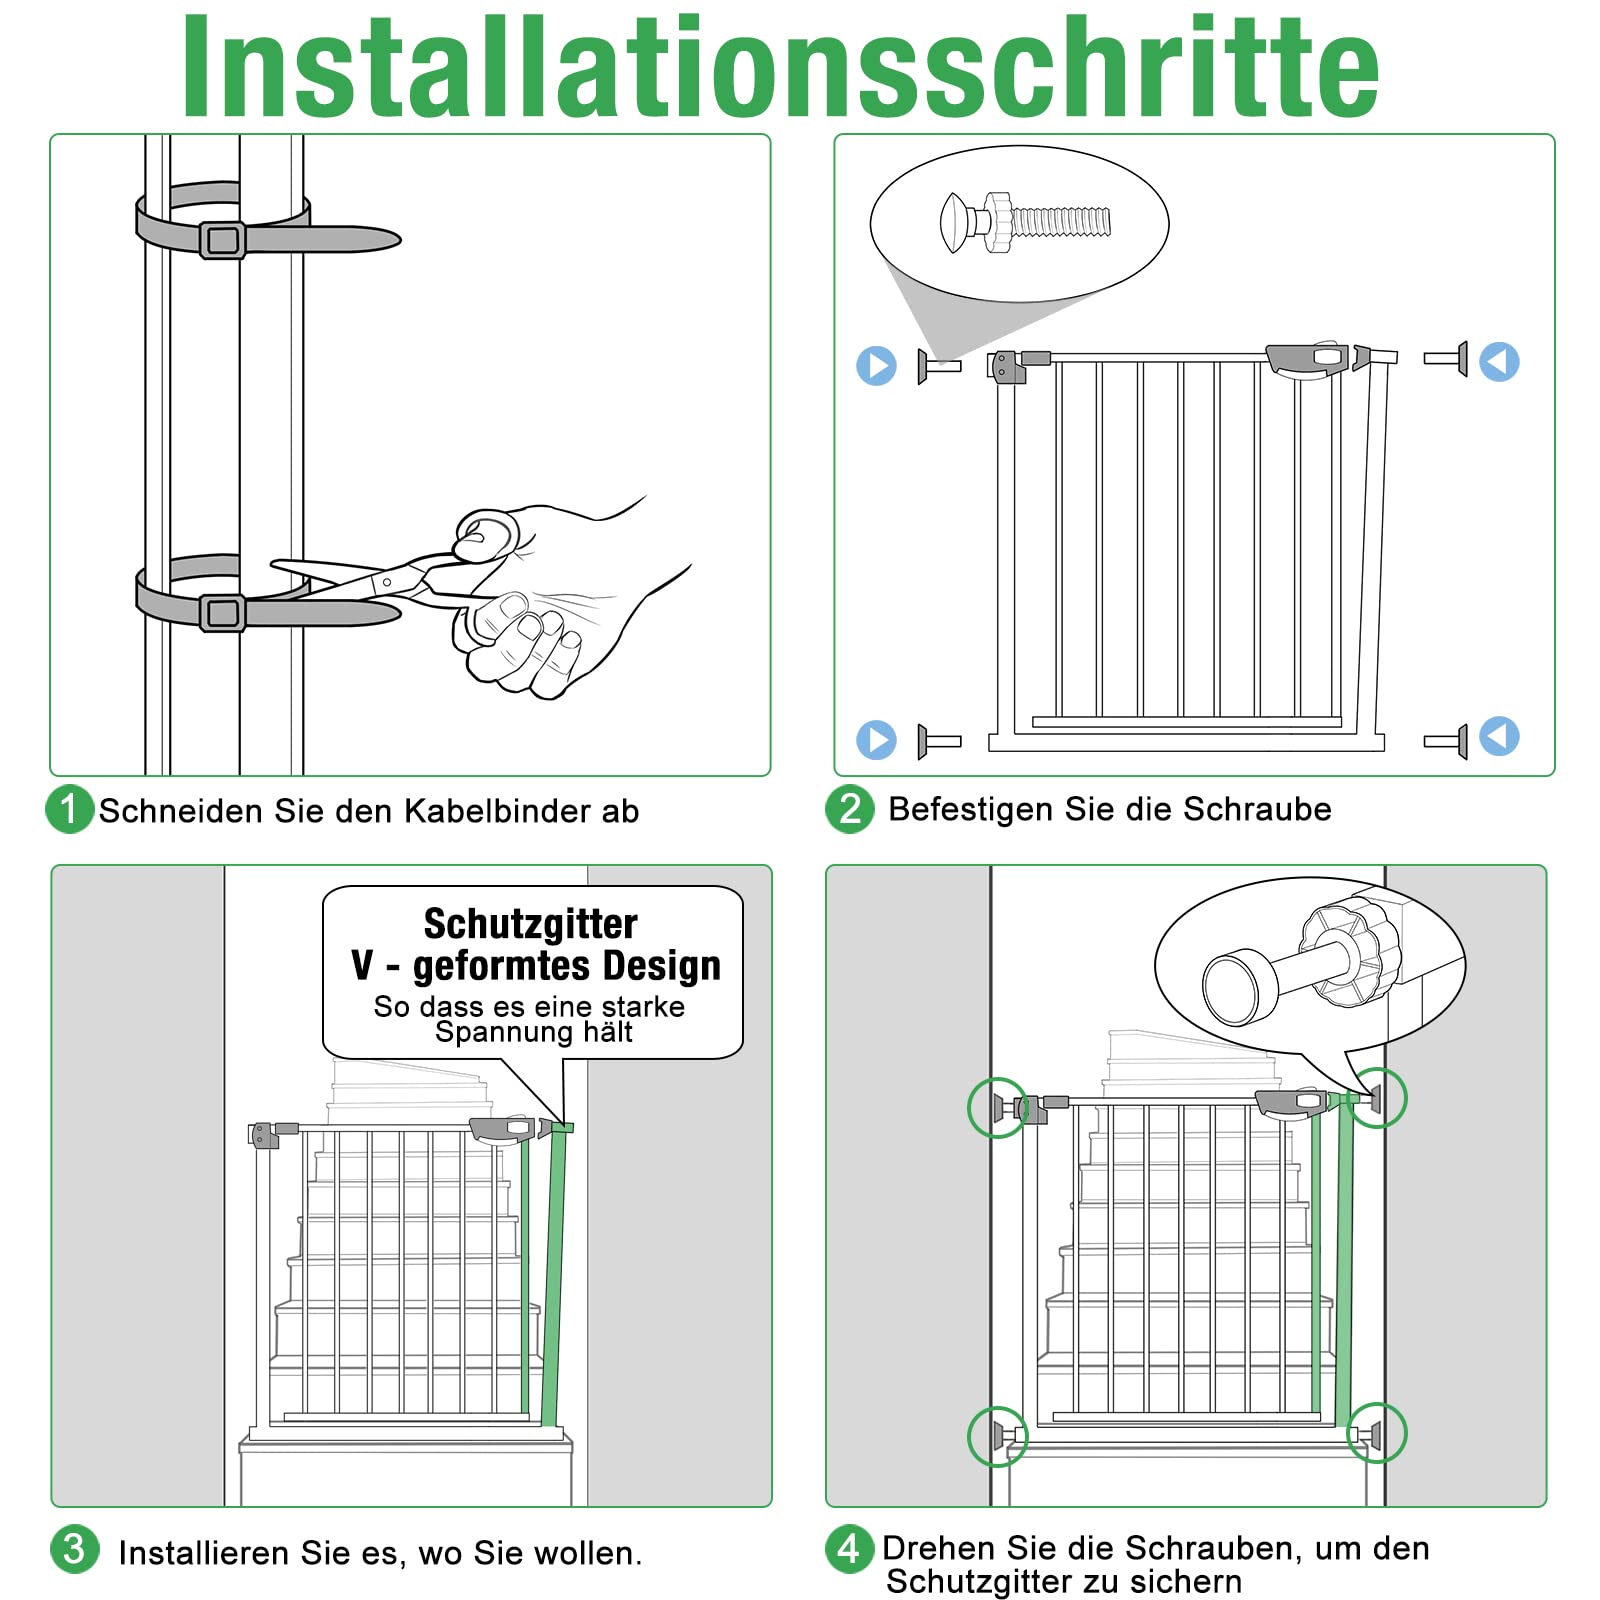 Installationsschritte
1 Schneiden Sie den Kabelbinder ab
2 Befestigen Sie die Schraube
Schutzgitter
V - geformtes Design
So dass es eine starke
Spannung hält
3 Installieren Sie es, wo Sie wollen.
4 Drehen Sie die Schrauben, um den
Schutzgitter zu sichern